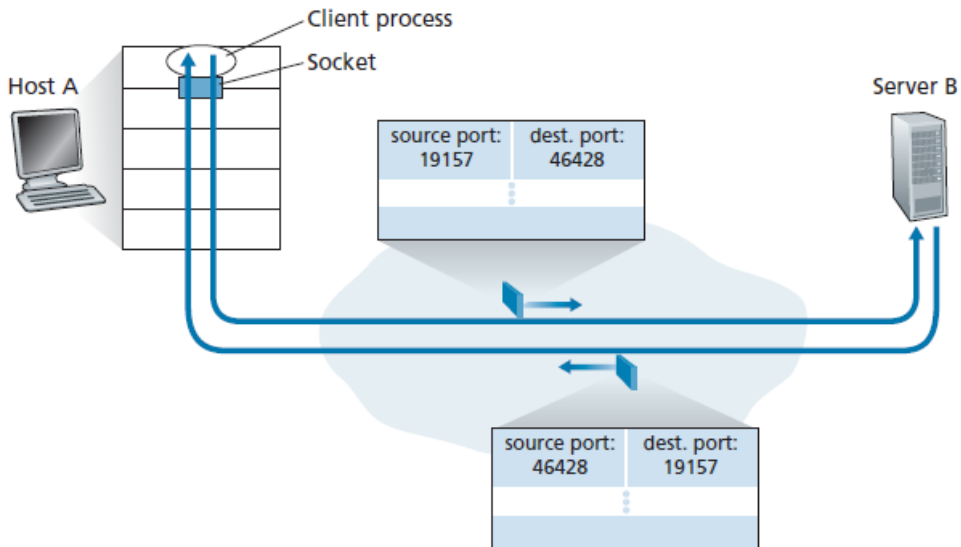 Client process
Socket
Host A
Server B
source port: dest. port:
19157 46428
source port: dest. port:
46428 19157